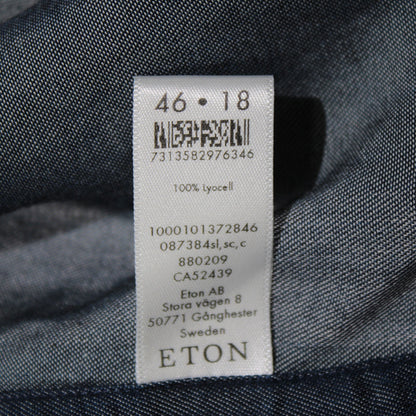 46 • 18
7313582976346
100% Lyocell
1000101372846
087384sl,sc,c
880209
CA52439
Eton AB
Stora vägen 8
50771 Gånghester
Sweden
ETON